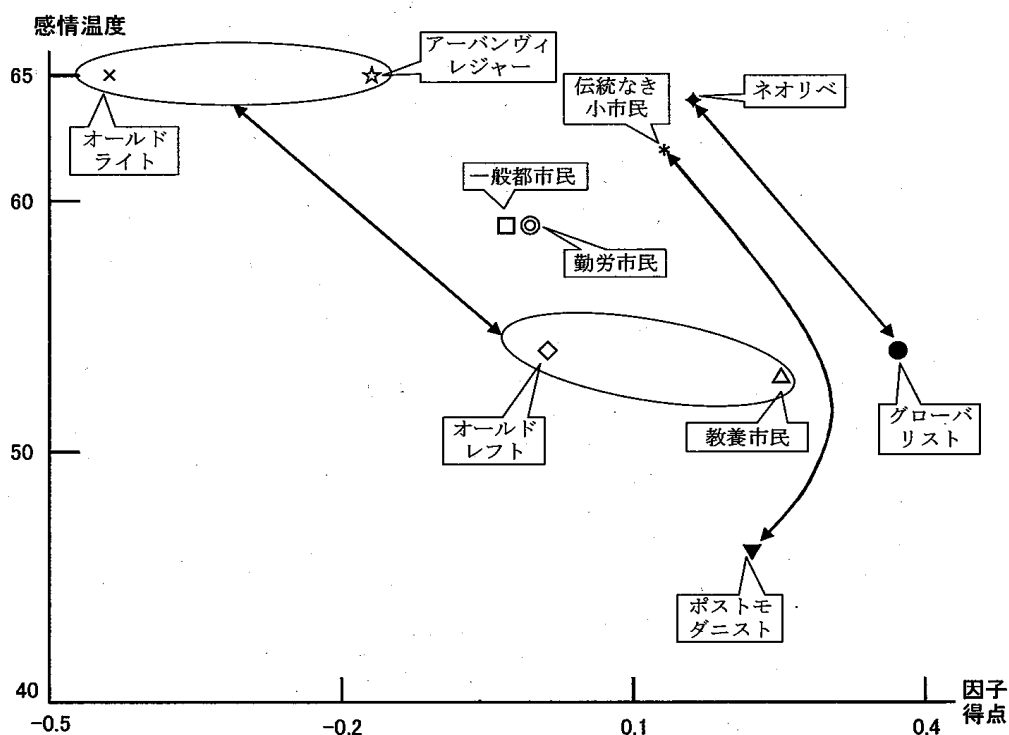 感情温度
65
60
50
40
アーバンヴィ
レジャー
オールド
ライト
伝統なき
小市民
ネオリベ
一般都市民
勤労市民
オールド
レフト
教養市民
グローバ
リスト
ポストモ
ダニスト
-0.5
-0.2
0.1
0.4
因子
得点